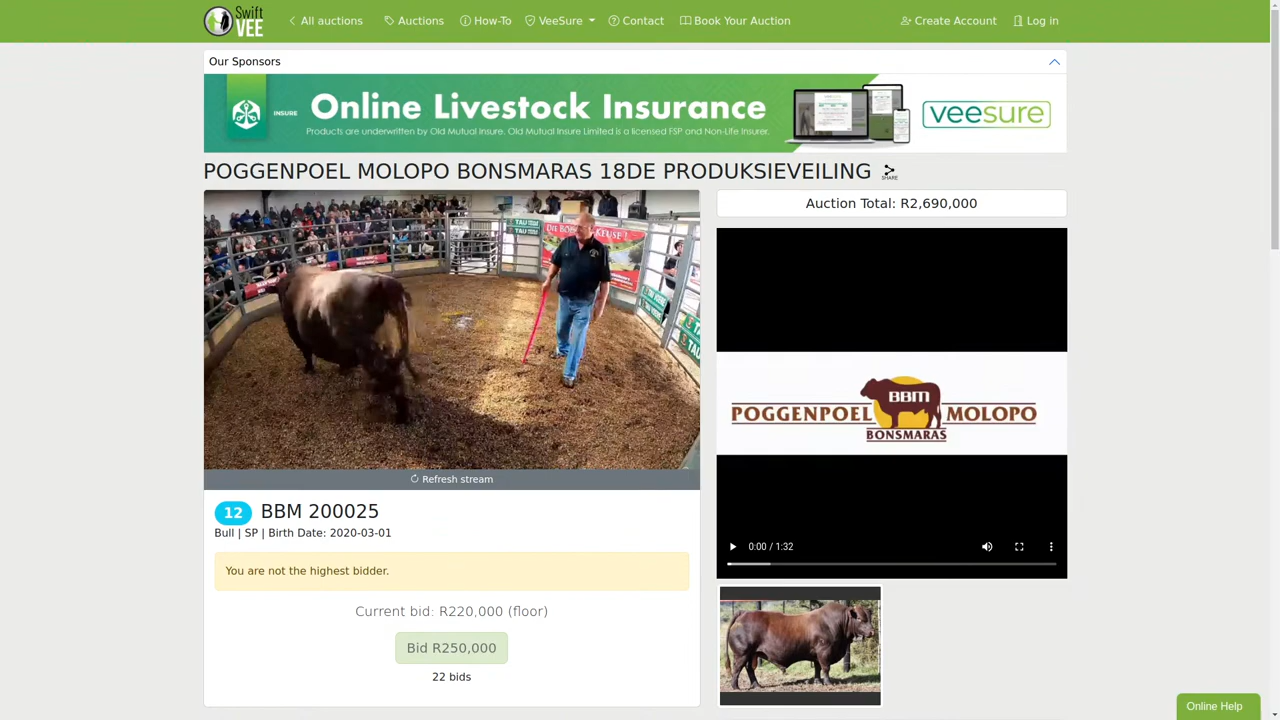 Swift
VEE
All auctions
Auctions
How-To
VeeSure
Contact
Book Your Auction
Create Account
Log in
Our Sponsors
INSURE
Online Livestock Insurance
Products are underwritten by Old Mutual Insure. Old Mutual Insure Limited is a licensed FSP and Non-Life Insurer.
veesure
POGGENPOEL MOLOPO BONSMARAS 18DE PRODUKSIEVEILING
SHARE
Auction Total: R2,690,000
TAU
TAU
BBM
POGGENPOEL MOLOPO
BONSMARAS
Refresh stream
12 BBM 200025
Bull | SP | Birth Date: 2020-03-01
0:00 / 1:32
You are not the highest bidder.
Current bid: R220,000 (floor)
Bid R250,000
22 bids
Online Help